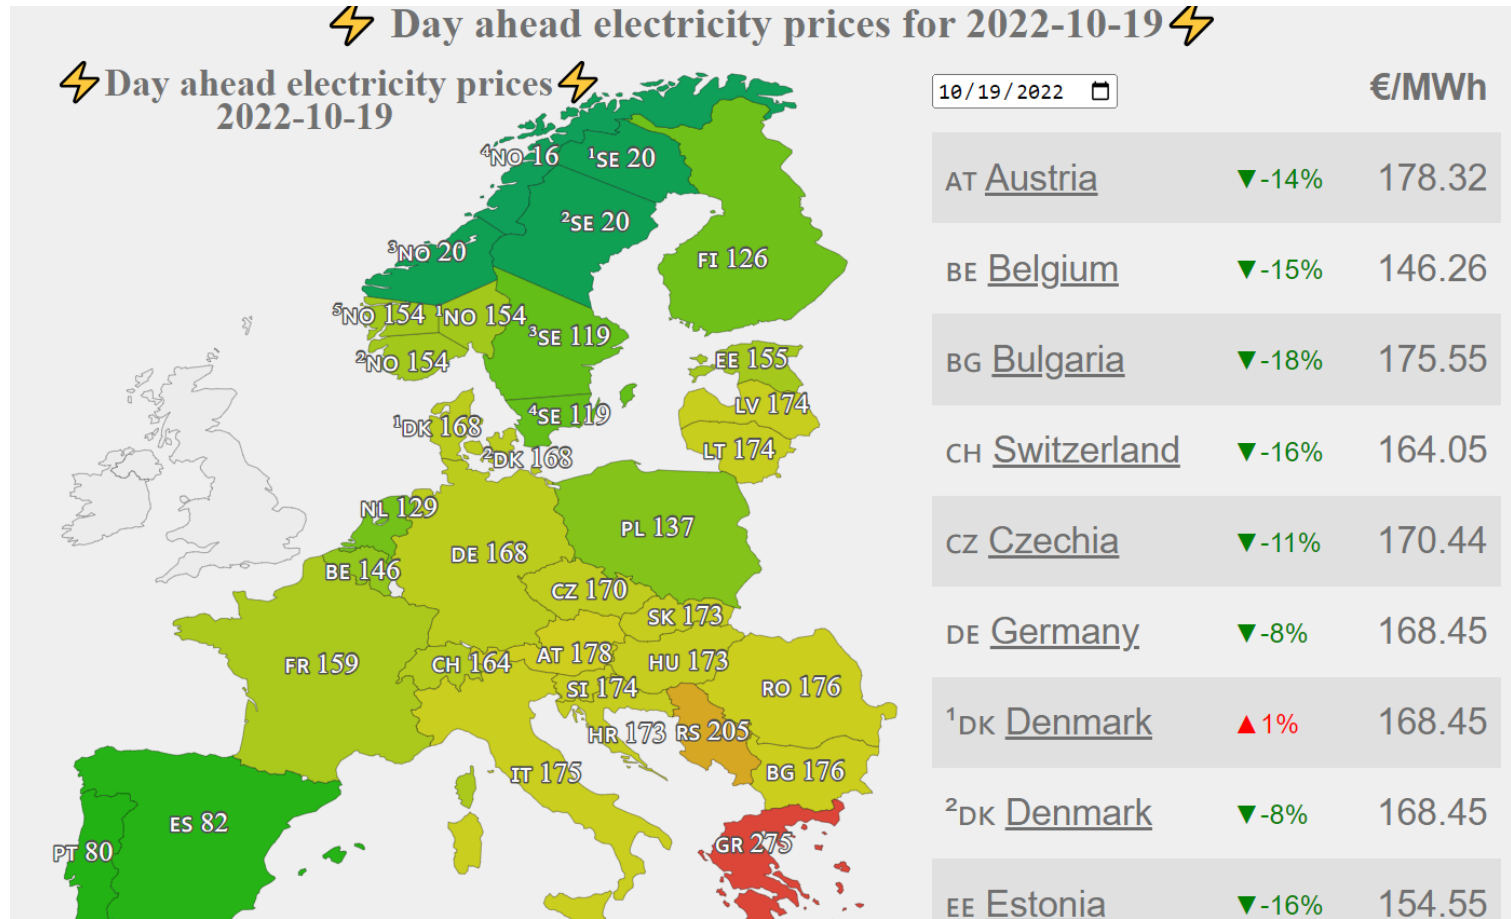 ⚡ Day ahead electricity prices for 2022-10-19⚡
⚡Day ahead electricity prices⚡
2022-10-19
⁴NO 16
¹SE 20
²SE 20
³NO 20
FI 126
⁵NO 154
¹NO 154
³SE 119
²NO 154
EE 155
LV 174
¹DK 168
⁴SE 119
²DK 168
LT 174
NL 129
PL 137
DE 168
BE 146
CZ 170
SK 173
FR 159
CH 164
AT 178
HU 173
SI 174
RO 176
HR 173
RS 205
IT 175
BG 176
ES 82
PT 80
GR 275
10/19/2022
€/MWh
AT Austria ▼-14% 178.32
BE Belgium ▼-15% 146.26
BG Bulgaria ▼-18% 175.55
CH Switzerland ▼-16% 164.05
CZ Czechia ▼-11% 170.44
DE Germany ▼-8% 168.45
¹DK Denmark ▲1% 168.45
²DK Denmark ▼-8% 168.45
EE Estonia ▼-16% 154.55